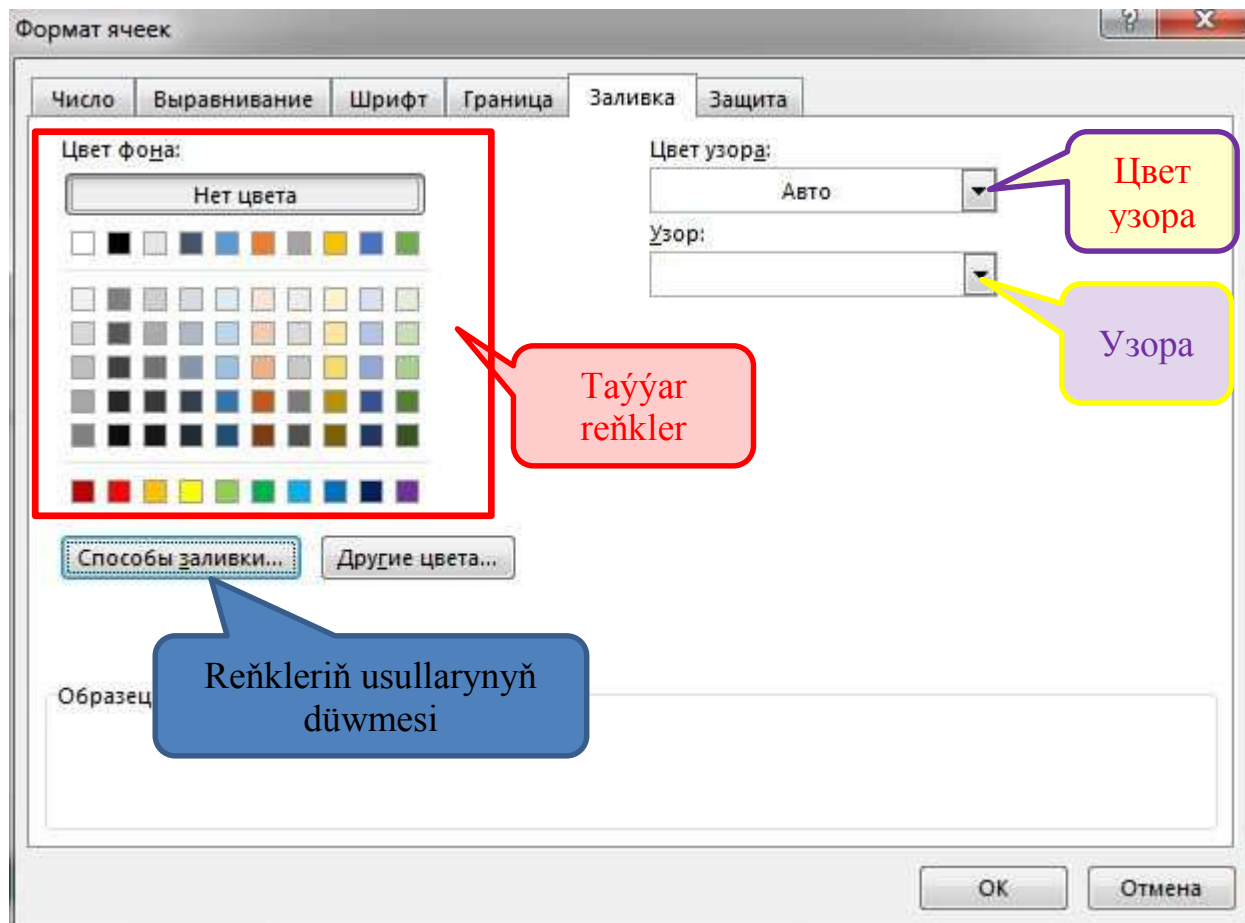 Формат ячеек
?
Число Выравнивание Шрифт Граница Заливка Защита
Цвет фона:
Нет цвета
Цвет узора:
Авто
Узор:
Цвет
узора
Узора
Taýýar
reňkler
Способы заливки...
Другие цвета...
Reňkleriň usullarynyň
düwmesi
Образец
ОК
Отмена